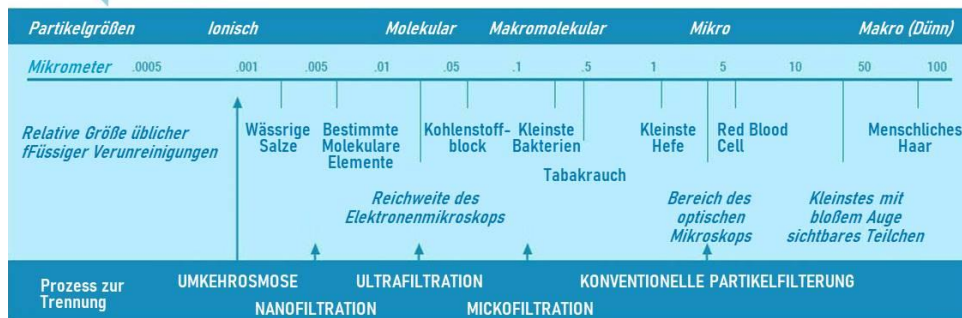 Partikelgrößen Ionisch Molekular Makromolekular Mikro Makro (Dünn)
Mikrometer .0005 .001 .005 .01 .05 .1 .5 1 5 10 50 100
Relative Größe üblicher
fFüssiger Verunreinigungen
Wässrige
Salze
Bestimmte
Molekulare
Elemente
Kohlenstoff-
block
Kleinste
Bakterien
Tabakrauch
Kleinste
Hefe
Red Blood
Cell
Menschliches
Haar
Reichweite des
Elektronenmikroskops
Bereich des
optischen
Mikroskops
Kleinstes mit
bloßem Auge
sichtbares Teilchen
Prozess zur
Trennung
UMKEHROSMOSE
NANOFILTRATION
ULTRAFILTRATION
MICKOFILTRATION
KONVENTIONELLE PARTIKELFILTERUNG